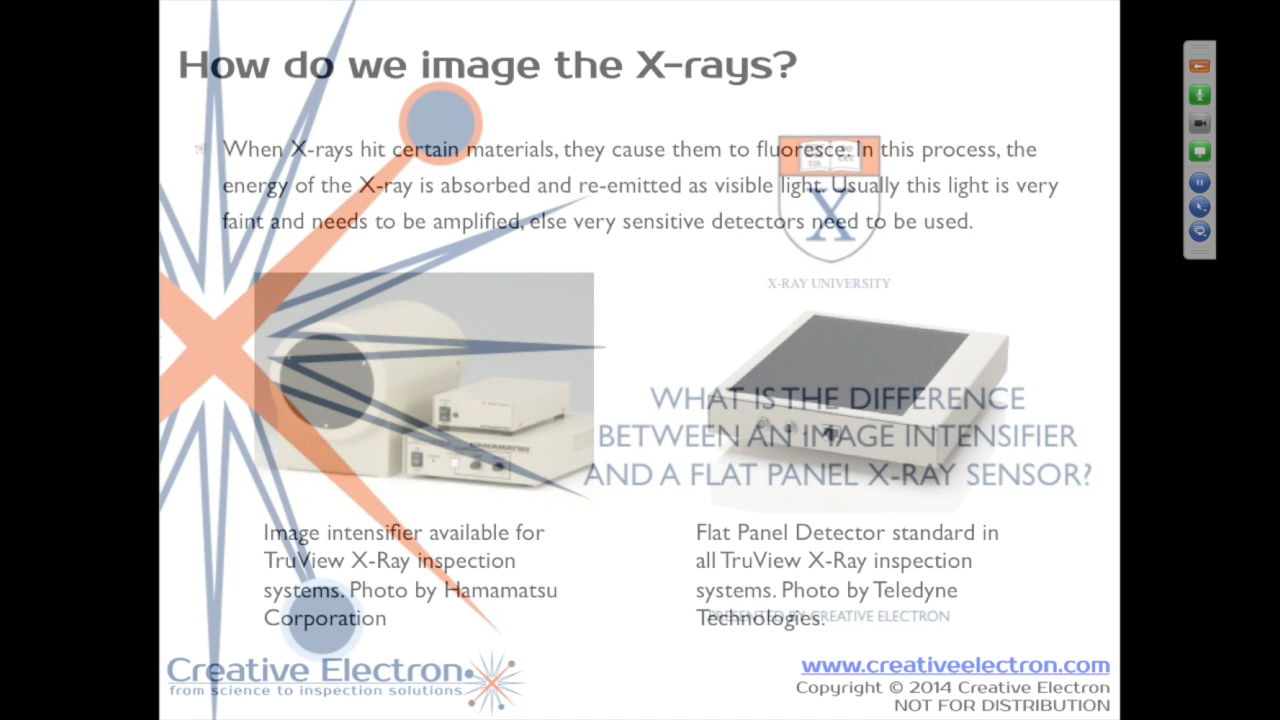 How do we image the X-rays?
When X-rays hit certain materials, they cause them to fluoresce. In this process, the
energy of the X-ray is absorbed and re-emitted as visible light. Usually this light is very
faint and needs to be amplified, else very sensitive detectors need to be used.
X
X-RAY UNIVERSITY
WHAT IS THE DIFFERENCE
BETWEEN AN IMAGE INTENSIFIER
AND A FLAT PANEL X-RAY SENSOR?
HAMAMATSU
Image intensifier available for
TruView X-Ray inspection
systems. Photo by Hamamatsu
Corporation
Flat Panel Detector standard in
all TruView X-Ray inspection
systems. Photo by Teledyne
Technologies.
PRESENTED BY CREATIVE ELECTRON
Creative Electron
from science to inspection solutions
www.creativeelectron.com
Copyright © 2014 Creative Electron
NOT FOR DISTRIBUTION